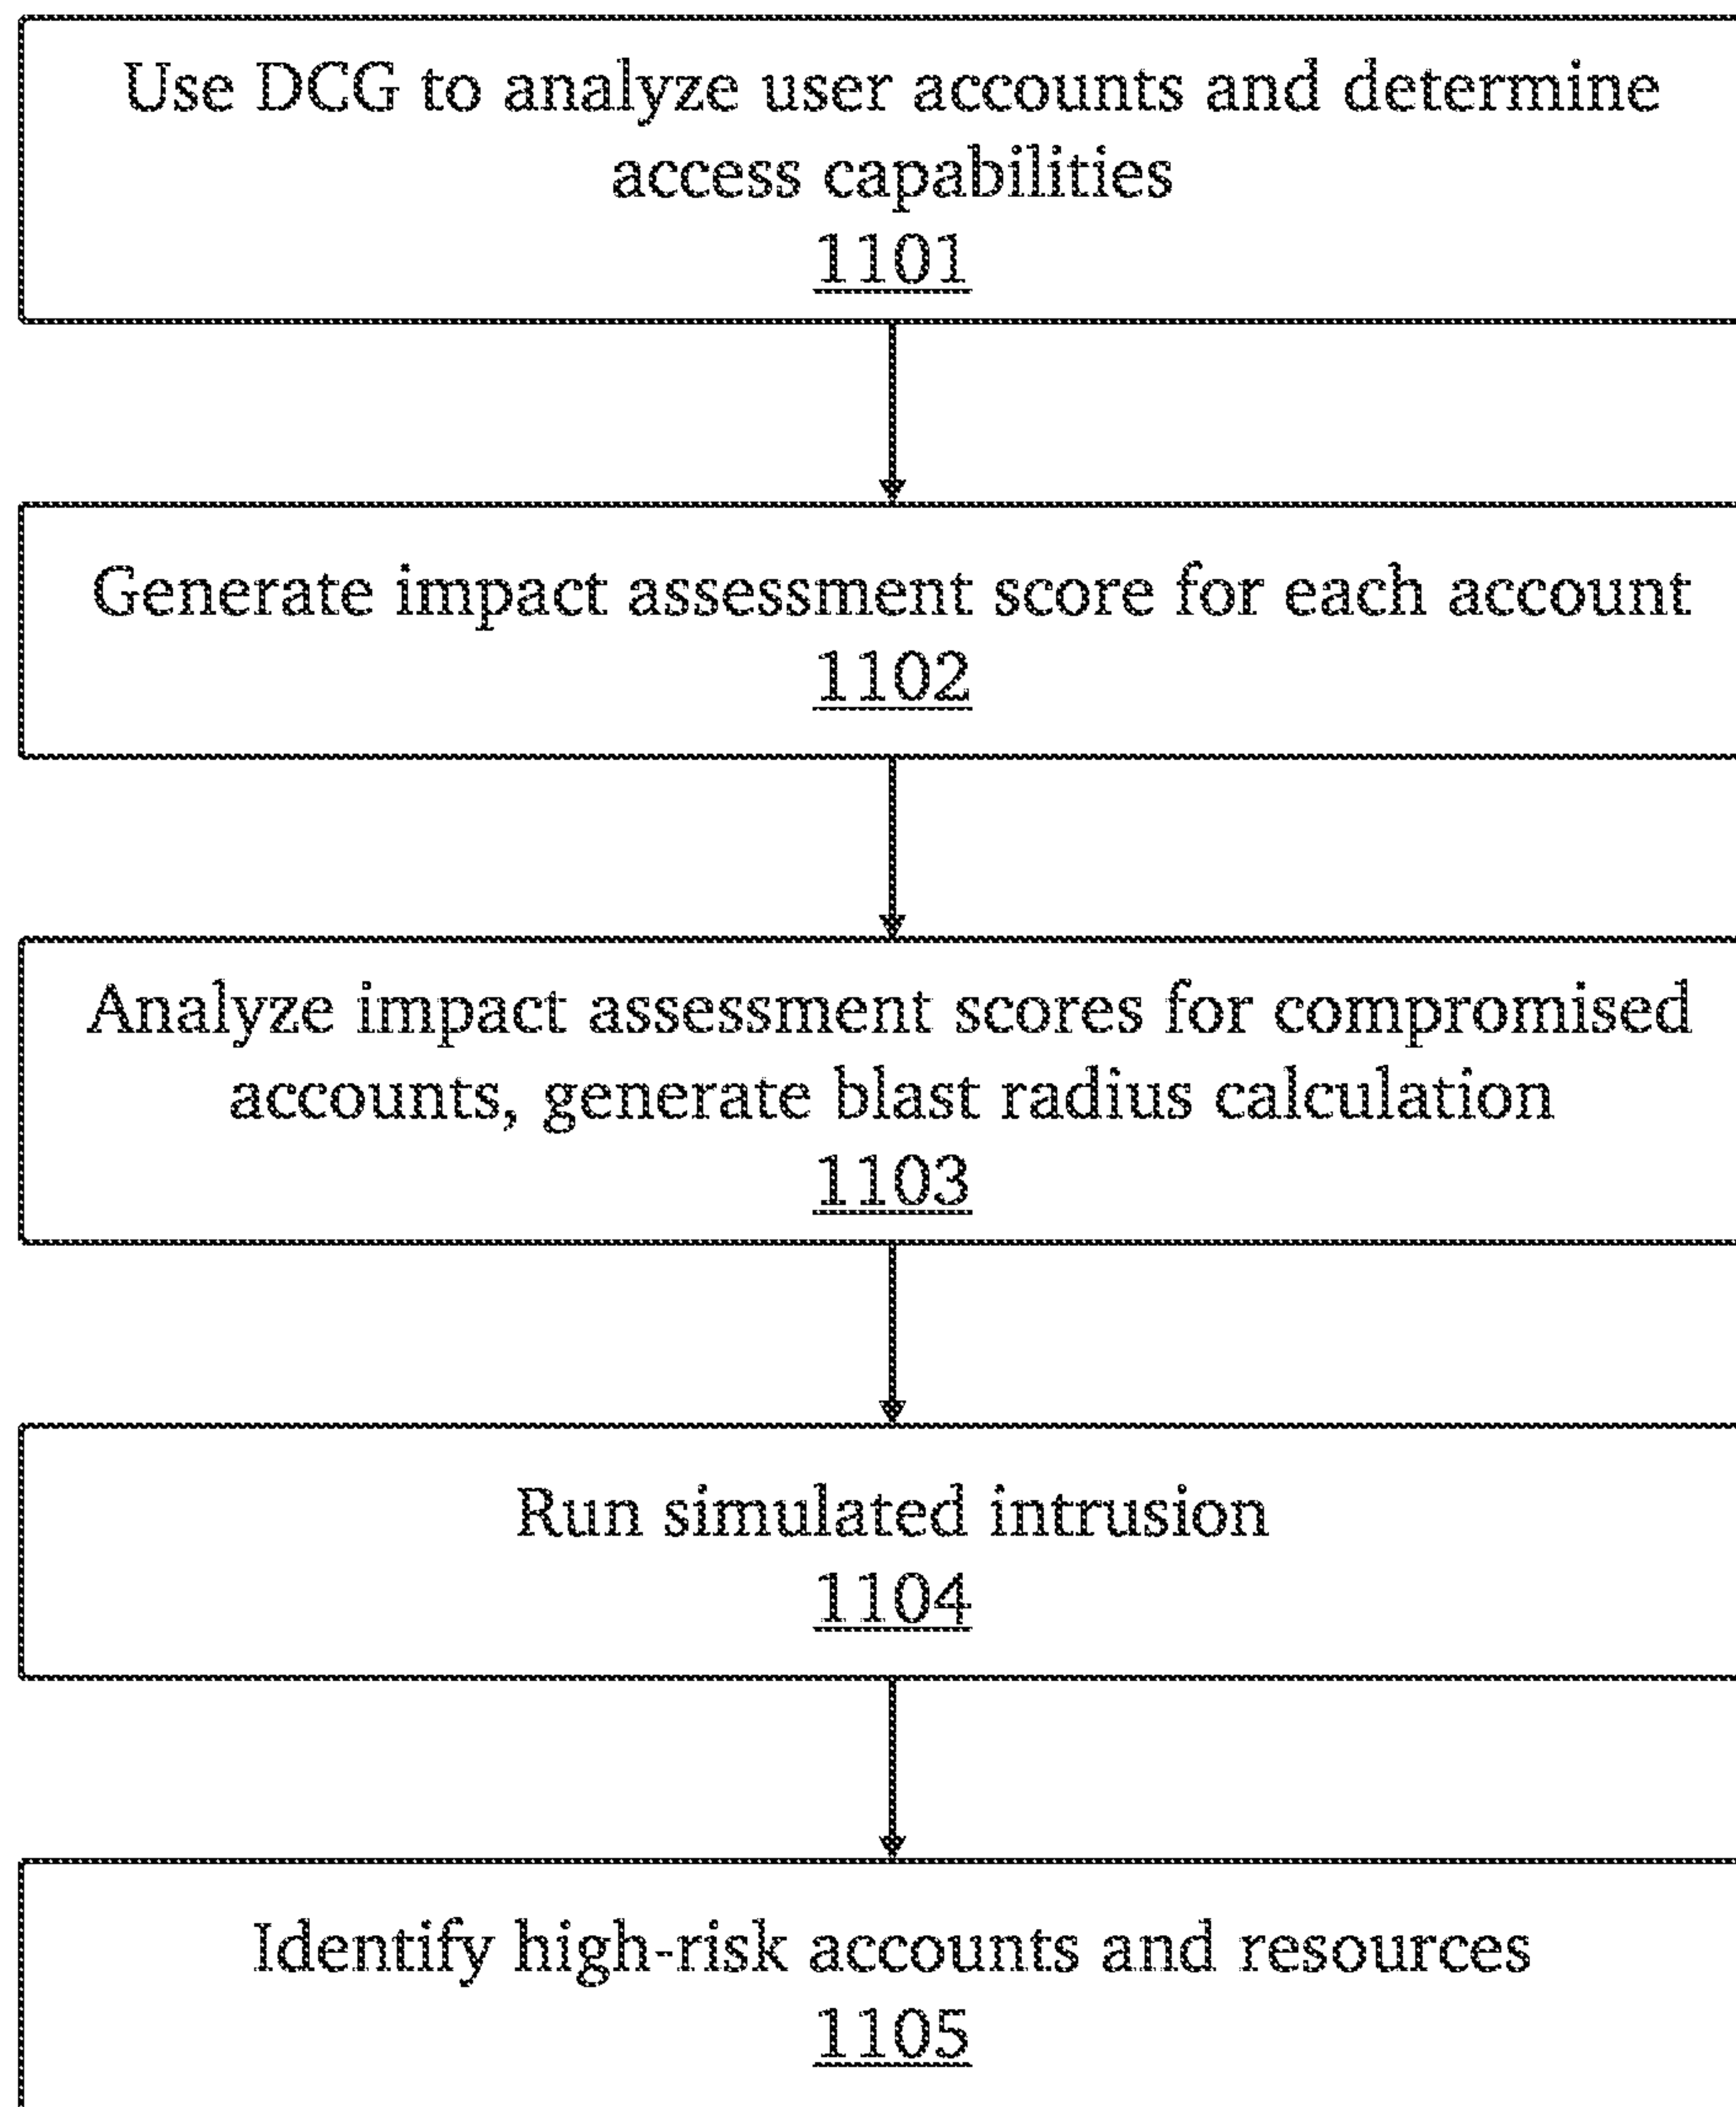 Use DCG to analyze user accounts and determine
access capabilities
1101
Generate impact assessment score for each account
1102
Analyze impact assessment scores for compromised
accounts, generate blast radius calculation
1103
Run simulated intrusion
1104
Identify high-risk accounts and resources
1105